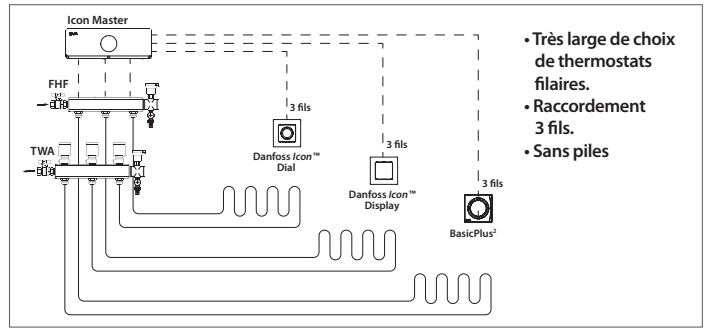 Icon Master
FHF
TWA
3 fils
Danfoss Icon™
Dial
3 fils
Danfoss Icon™
Display
3 fils
BasicPlus²
• Très large de choix
de thermostats
filaires.
• Raccordement
3 fils.
• Sans piles